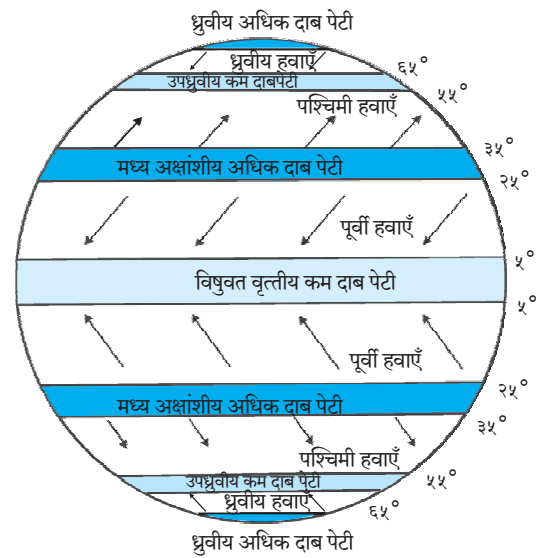 ध्रुवीय अधिक दाब पेटी
ध्रुवीय हवाएँ
६५°
उपध्रुवीय कम दाबपेटी
५५°
पश्चिमी हवाएँ
३५°
मध्य अक्षांशीय अधिक दाब पेटी
२५°
पूर्वी हवाएँ
५°
विषुवत वृत्तीय कम दाब पेटी
५°
पूर्वी हवाएँ
२५°
मध्य अक्षांशीय अधिक दाब पेटी
३५°
पश्चिमी हवाएँ
५५°
उपध्रुवीय कम दाब पेटी
ध्रुवीय हवाएँ
६५°
ध्रुवीय अधिक दाब पेटी